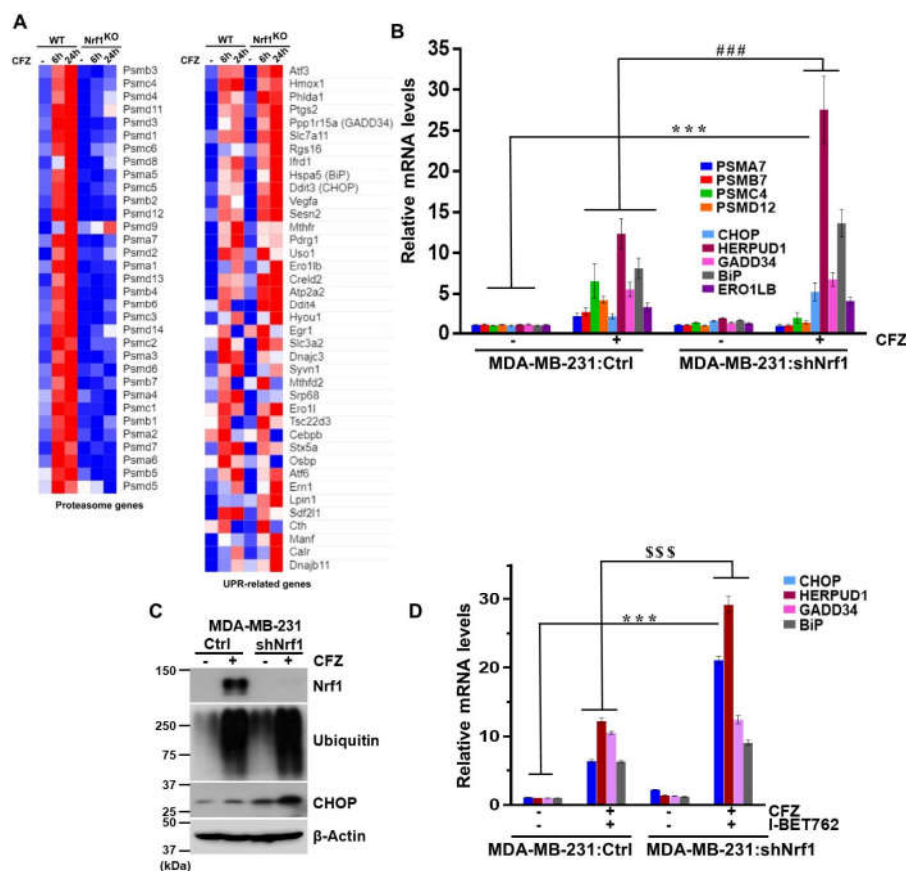 A
WT Nrf1KO
CFZ - 6h 24h - 6h 24h
Psmb3
Psmc4
Psmd4
Psmd11
Psmd3
Psmd1
Psmc6
Psmd8
Psma5
Psmc5
Psmb2
Psmd12
Psmd9
Psma7
Psmd2
Psma1
Psmd13
Psmb4
Psmb6
Psmc3
Psmd14
Psmc2
Psma3
Psmd6
Psmb7
Psma4
Psmc1
Psmb1
Psma2
Psmd7
Psma6
Psmb5
Psmd5
Proteasome genes
WT Nrf1KO
CFZ - 6h 24h - 6h 24h
Atf3
Hmox1
Phlda1
Ptgs2
Ppp1r15a (GADD34)
Slc7a11
Rgs16
Ifrd1
Hspa5 (BiP)
Ddit3 (CHOP)
Vegfa
Sesn2
Mthfr
Pdrg1
Uso1
Ero1lb
Creld2
Atp2a2
Ddit4
Hyou1
Egr1
Slc3a2
Dnajc3
Syvn1
Mthfd2
Srp68
Ero1l
Tsc22d3
Cebpb
Stx5a
Osbp
Atf6
Ern1
Lpin1
Sdf2l1
Cth
Manf
Calr
Dnajb11
UPR-related genes
B
Relative mRNA levels
35
30
25
20
15
10
5
0
###
***
PSMA7
PSMB7
PSMC4
PSMD12
CHOP
HERPUD1
GADD34
BiP
ERO1LB
- + - + CFZ
MDA-MB-231:Ctrl MDA-MB-231:shNrf1
C
MDA-MB-231
Ctrl shNrf1
- + - + CFZ
150
Nrf1
250
Ubiquitin
75
37
CHOP
25
50
β-Actin
37
(kDa)
D
Relative mRNA levels
30
20
10
0
$$$
***
CHOP
HERPUD1
GADD34
BiP
- + - + CFZ
- + - + I-BET762
MDA-MB-231:Ctrl MDA-MB-231:shNrf1